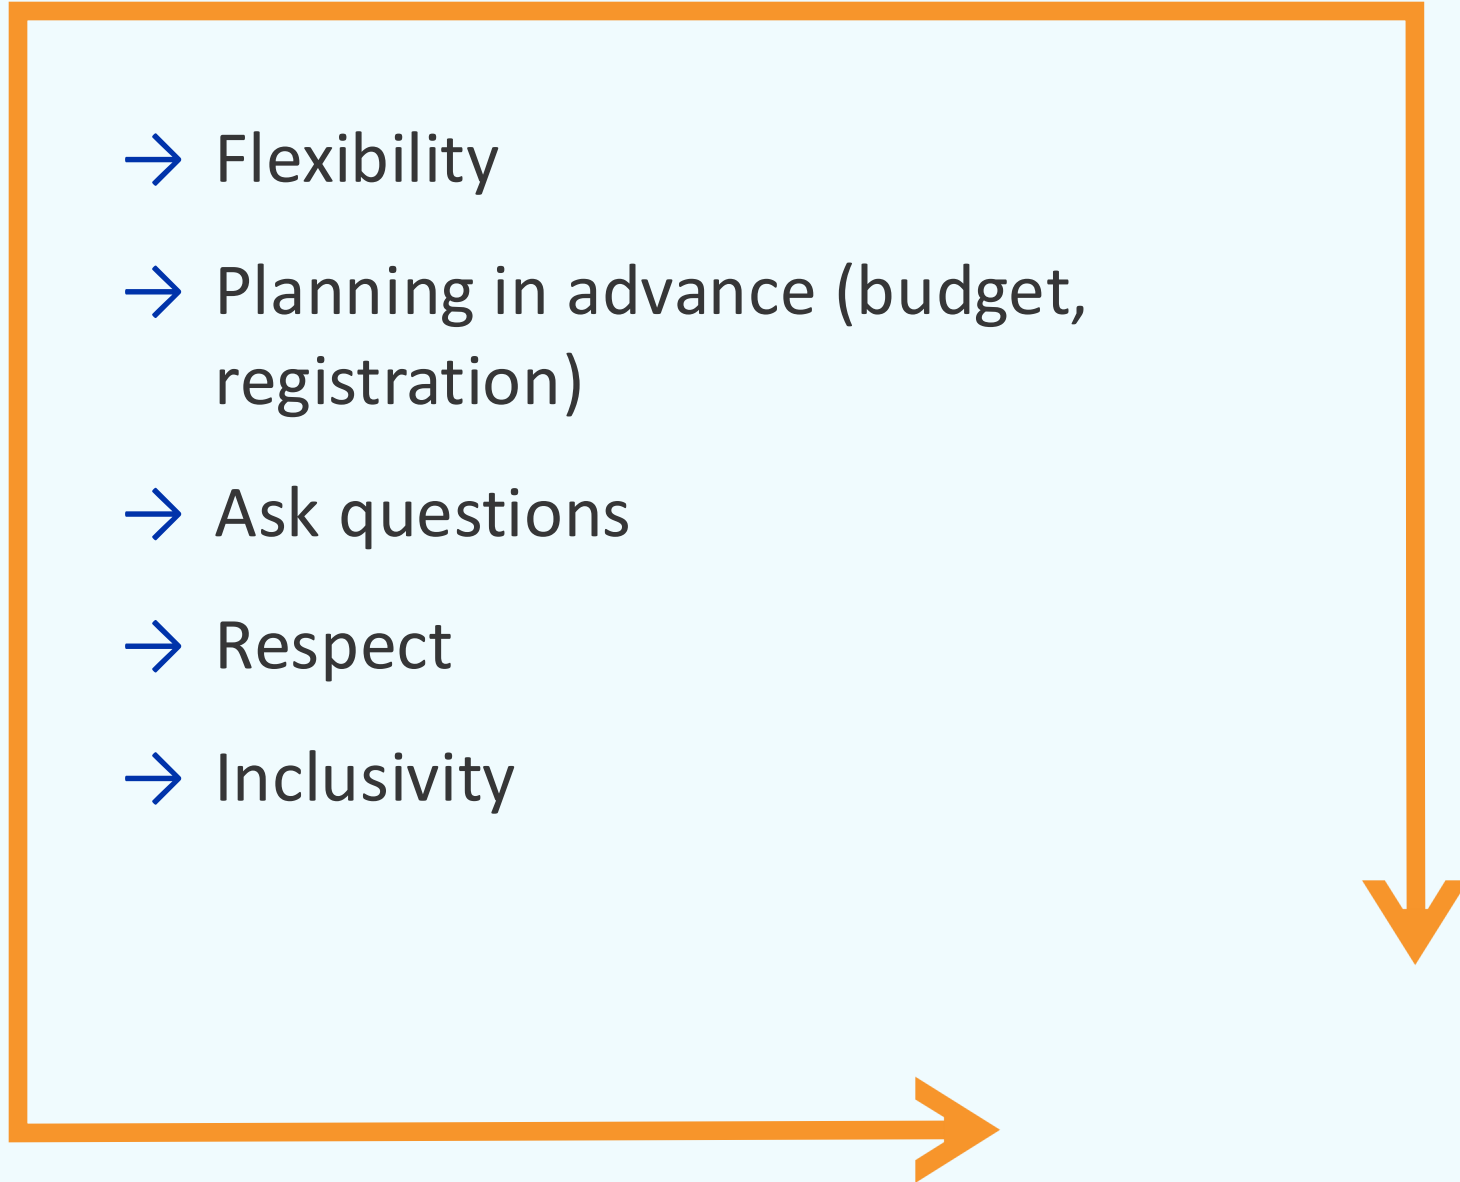 Flexibility
Planning in advance (budget,
registration)
Ask questions
Respect
Inclusivity